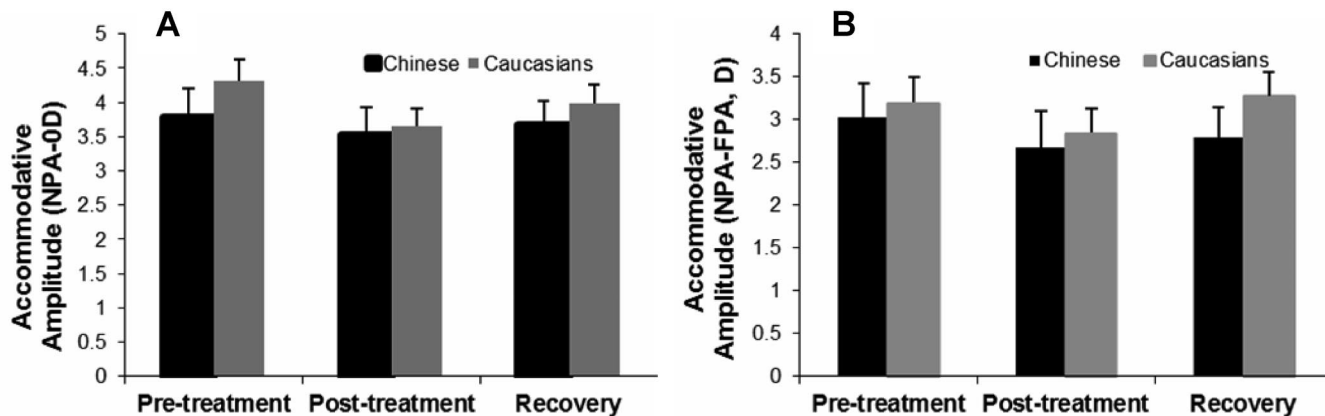 A
Accommodative
Amplitude (NPA-0D)
5
4.5
4
3.5
3
2.5
2
1.5
1
0.5
0
Chinese Caucasians
Pre-treatment Post-treatment Recovery
B
Accommodative
Amplitude (NPA-FPA, D)
4
3.5
3
2.5
2
1.5
1
0.5
0
Chinese Caucasians
Pre-treatment Post-treatment Recovery